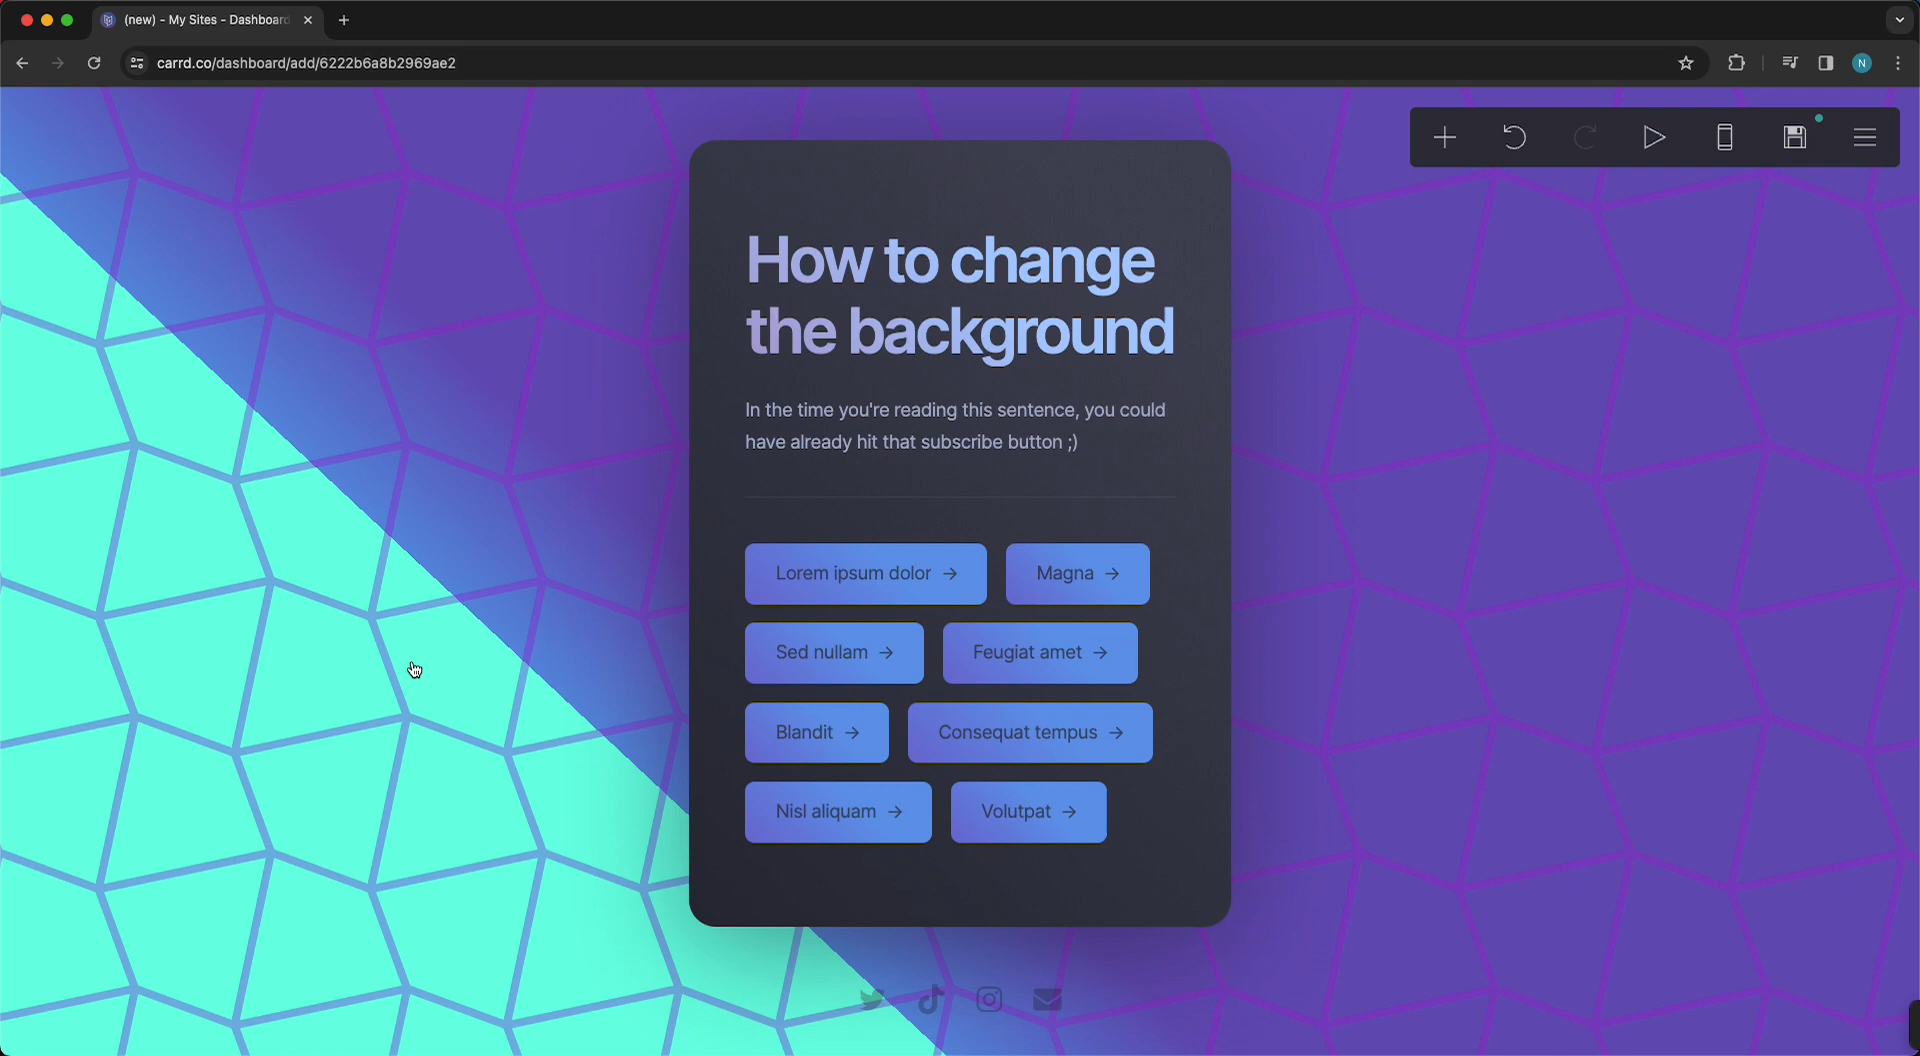 (new) - My Sites - Dashboard
carrd.co/dashboard/add/6222b6a8b2969ae2
N
How to change
the background
In the time you're reading this sentence, you could
have already hit that subscribe button ;)
Lorem ipsum dolor →
Magna →
Sed nullam →
Feugiat amet →
Blandit →
Consequat tempus →
Nisl aliquam →
Volutpat →